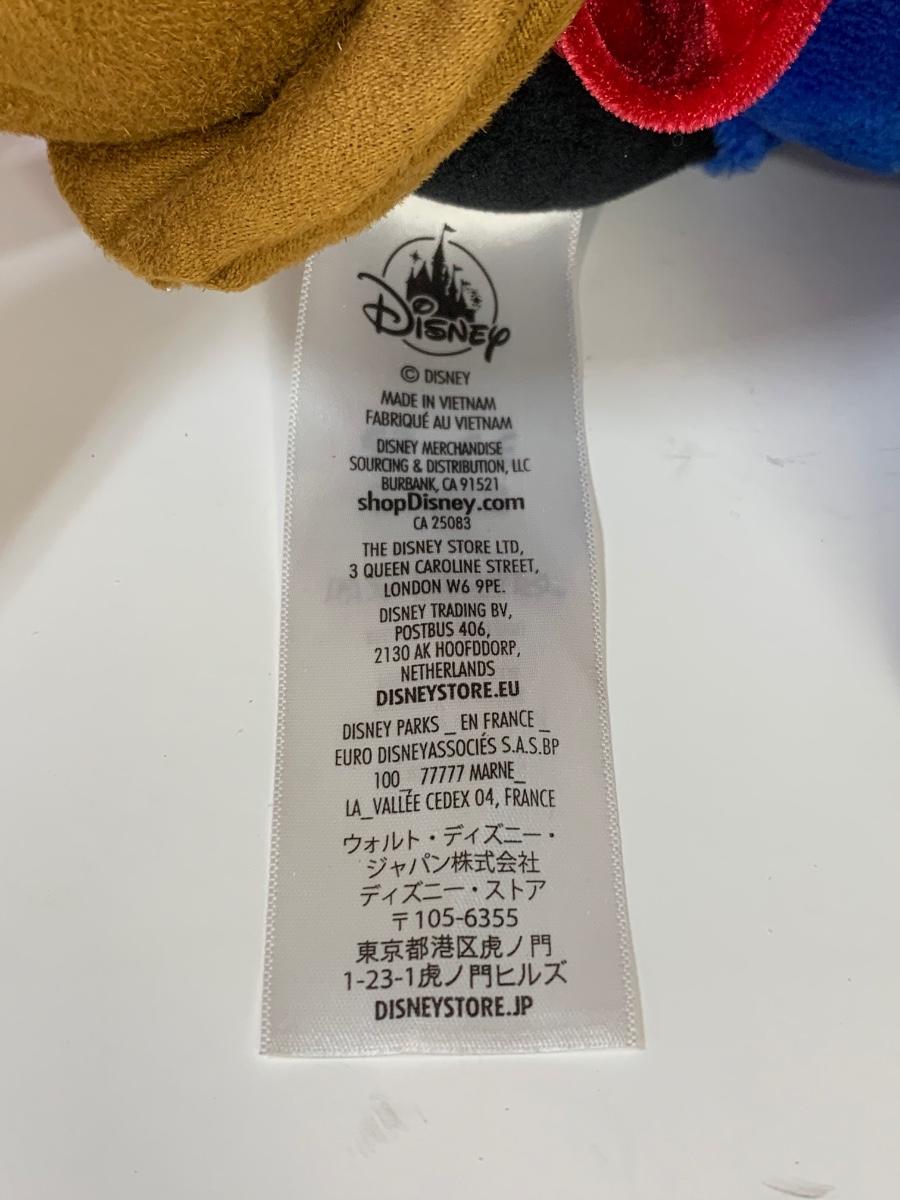 Disney
© DISNEY
MADE IN VIETNAM
FABRIQUÉ AU VIETNAM
DISNEY MERCHANDISE
SOURCING & DISTRIBUTION, LLC
BURBANK, CA 91521
shopDisney.com
CA 25083
THE DISNEY STORE LTD,
3 QUEEN CAROLINE STREET,
LONDON W6 9PE.
DISNEY TRADING BV,
POSTBUS 406,
2130 AK HOOFDDORP,
NETHERLANDS
DISNEYSTORE.EU
DISNEY PARKS _ EN FRANCE _
EURO DISNEYASSOCIÉS S.A.S.BP
100_ 77777 MARNE_
LA_VALLÉE CEDEX 04, FRANCE
ウォルト・ディズニー・
ジャパン株式会社
ディズニー・ストア
〒105-6355
東京都港区虎ノ門
1-23-1虎ノ門ヒルズ
DISNEYSTORE.JP